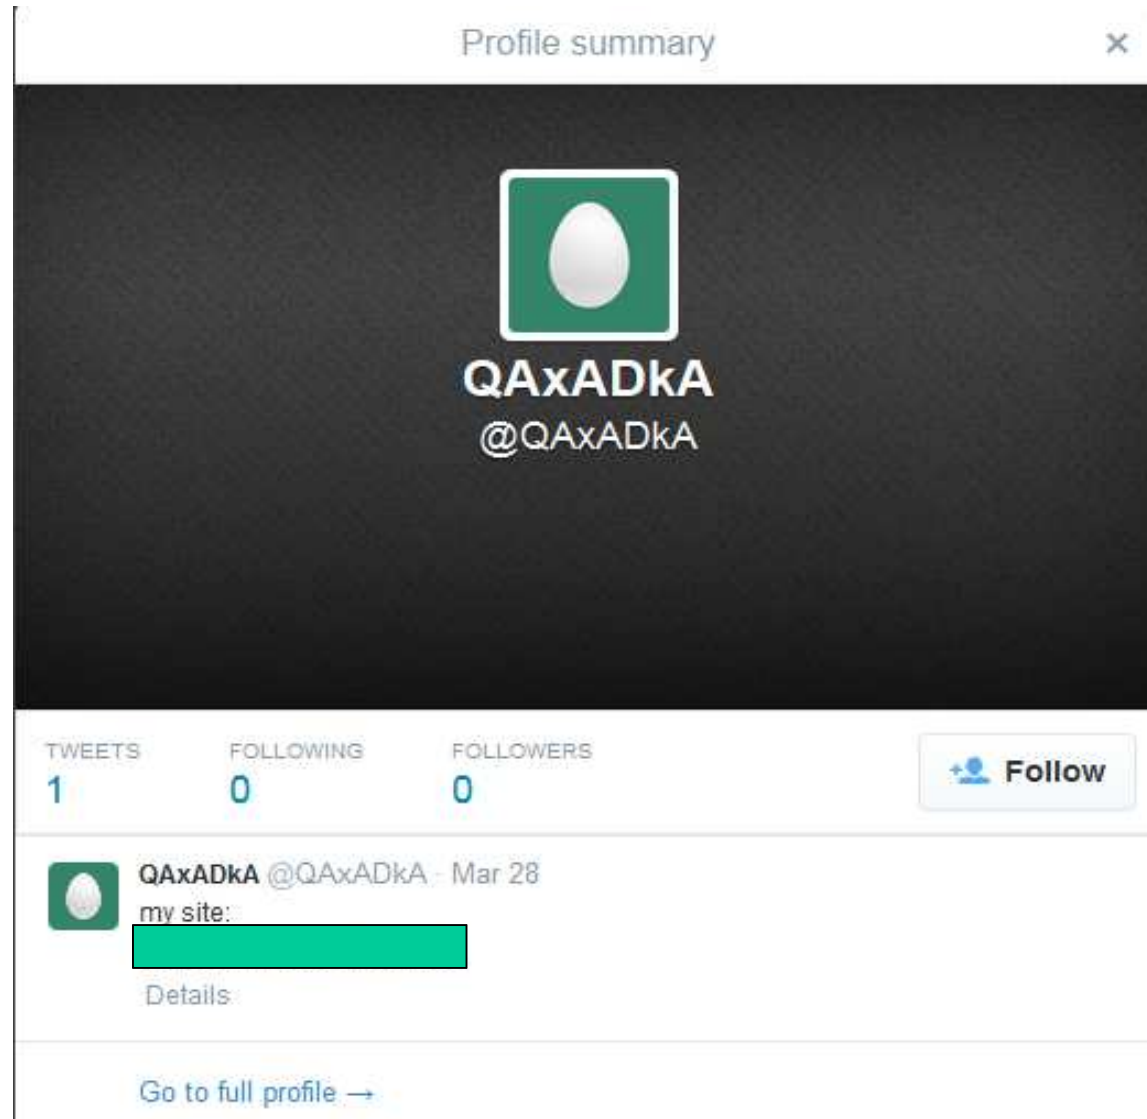 Profile summary ×
QAxADkA
@QAxADkA
TWEETS FOLLOWING FOLLOWERS
1 0 0
Follow
QAxADkA @QAxADkA · Mar 28
my site:
Details
Go to full profile →